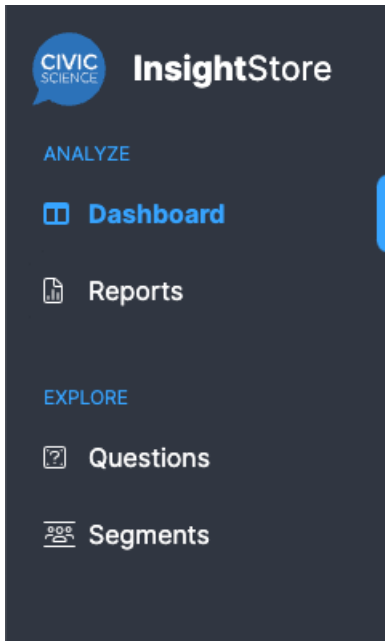 CIVIC
SCIENCE
InsightStore
ANALYZE
Dashboard
Reports
EXPLORE
Questions
Segments